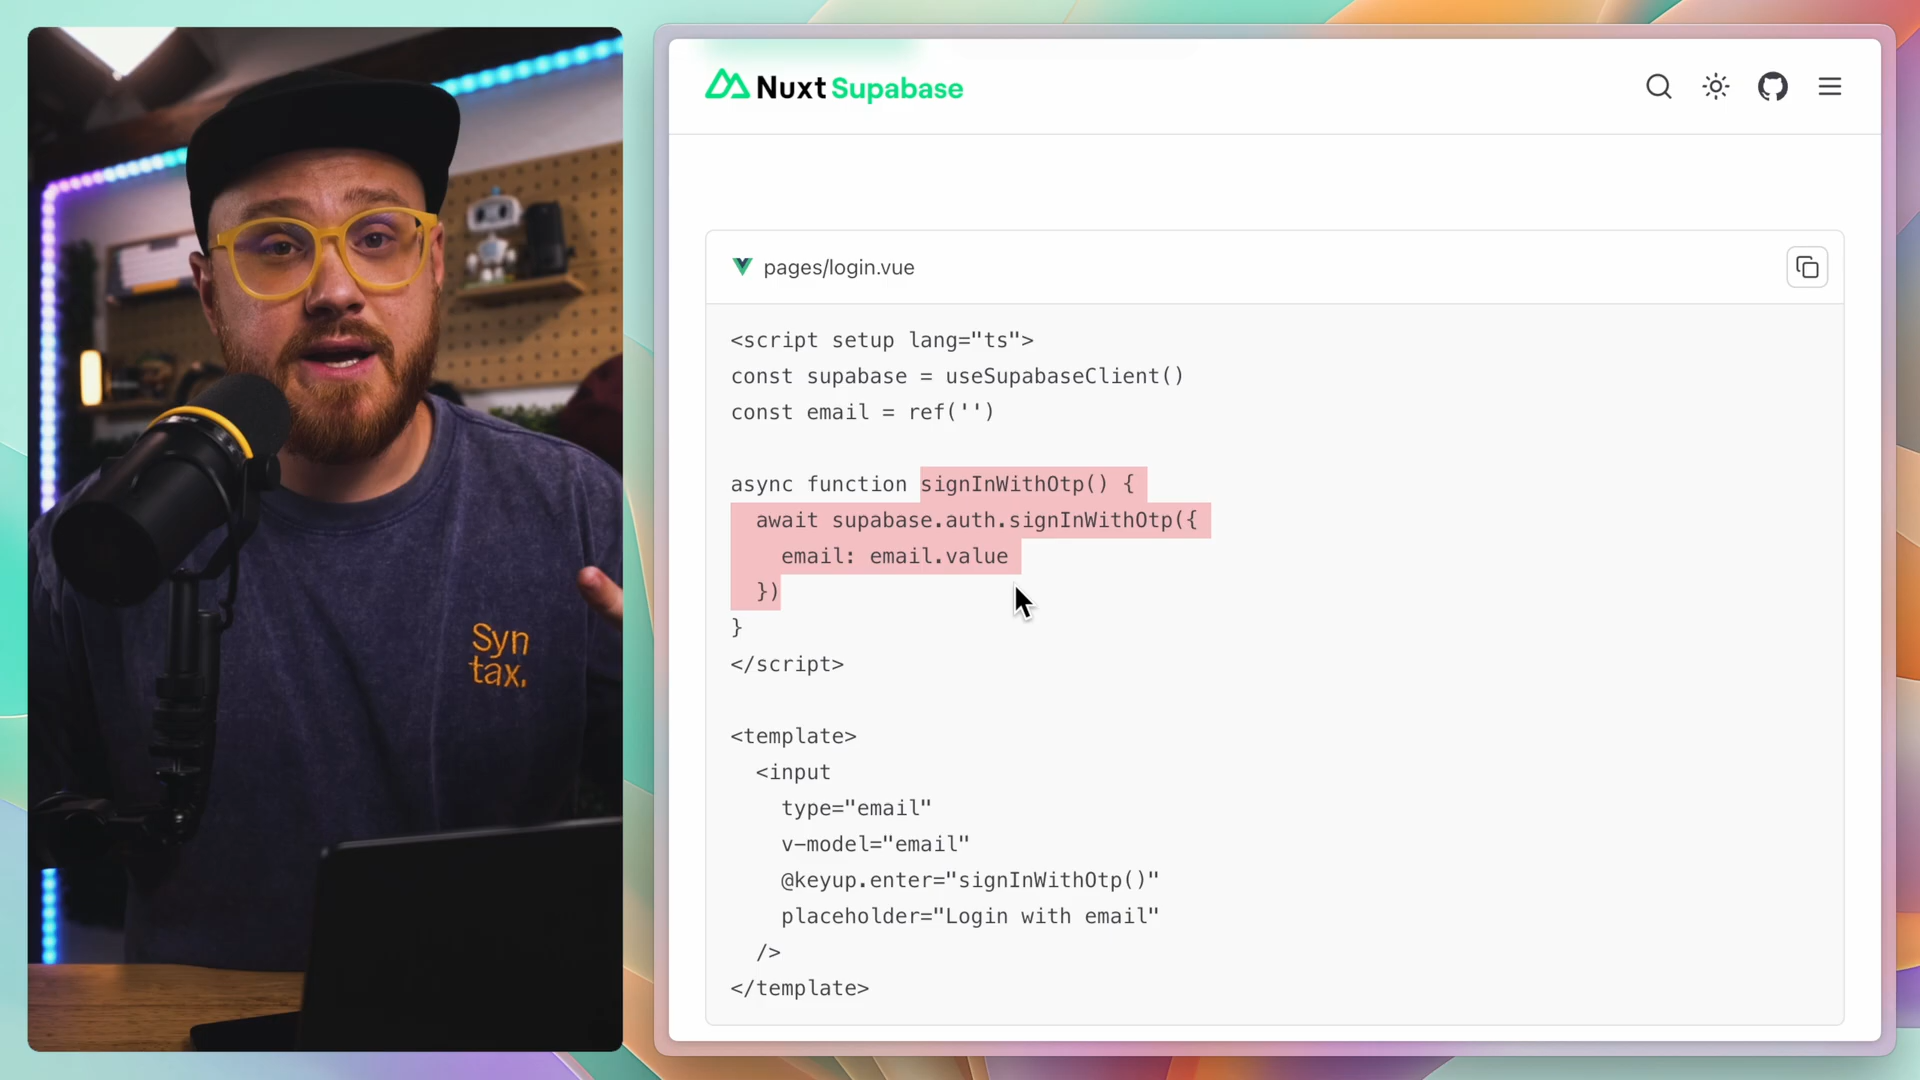 Syn
tax.
Nuxt Supabase
pages/login.vue
<script setup lang="ts">
const supabase = useSupabaseClient()
const email = ref('')
async function signInWithOtp() {
  await supabase.auth.signInWithOtp({
    email: email.value
  })
}
</script>
<template>
  <input
    type="email"
    v-model="email"
    @keyup.enter="signInWithOtp()"
    placeholder="Login with email"
  />
</template>